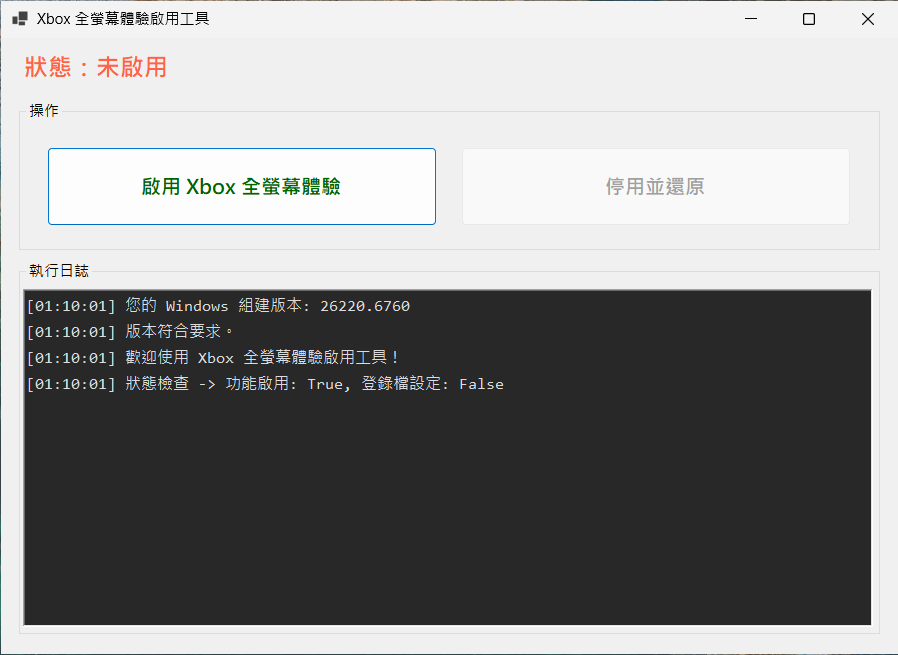 Xbox 全螢幕體驗啟用工具
狀態：未啟用
操作
啟用 Xbox 全螢幕體驗
停用並還原
執行日誌
[01:10:01] 您的 Windows 組建版本: 26220.6760
[01:10:01] 版本符合要求。
[01:10:01] 歡迎使用 Xbox 全螢幕體驗啟用工具！
[01:10:01] 狀態檢查 -> 功能啟用: True, 登錄檔設定: False